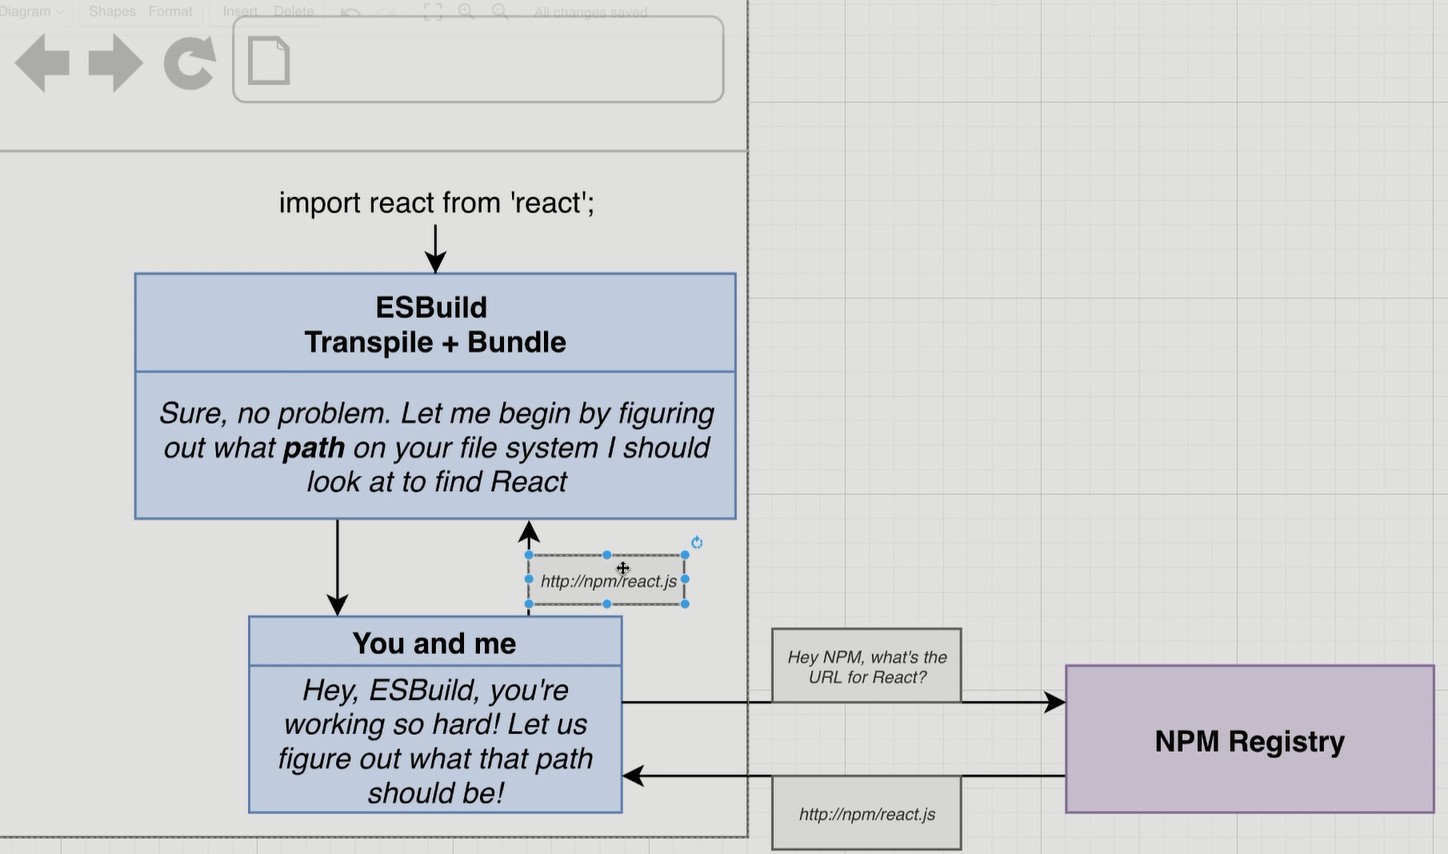 Diagram
Shapes
Format
Insert
Delete
All changes saved
import react from 'react';
ESBuild
Transpile + Bundle
Sure, no problem. Let me begin by figuring
out what path on your file system I should
look at to find React
http://npm/react.js
You and me
Hey, ESBuild, you're
working so hard! Let us
figure out what that path
should be!
Hey NPM, what's the
URL for React?
NPM Registry
http://npm/react.js